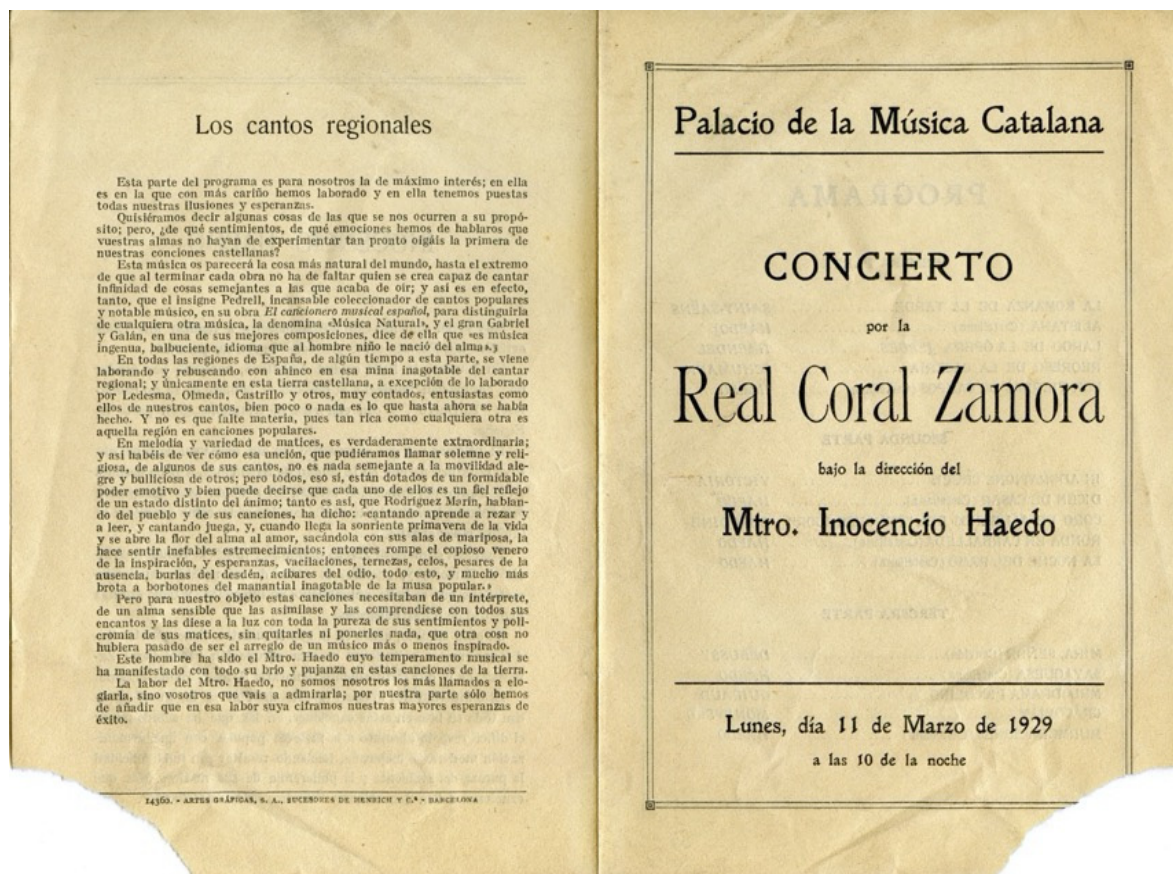 Los cantos regionales
Esta parte del programa es para nosotros la de máximo interés; en ella
es en la que con más cariño hemos laborado y en ella tenemos puestas
todas nuestras ilusiones y esperanzas.
Quisiéramos decir algunas cosas de las que se nos ocurren a su propó-
sito; pero, ¿de qué sentimientos, de qué emociones hemos de hablaros que
vuestras almas no hayan de experimentar tan pronto oigáis la primera de
nuestras conciones castellanas?
Esta música os parecerá la cosa más natural del mundo, hasta el extremo
de que al terminar cada obra no ha de faltar quien se crea capaz de cantar
infinidad de cosas semejantes a las que acaba de oir; y así es en efecto,
tanto, que el insigne Pedrell, incansable coleccionador de cantos populares
y notable músico, en su obra El cancionero musical español, para distinguirla
de cualquiera otra música, la denomina «Música Natural», y el gran Gabriel
y Galán, en una de sus mejores composiciones, dice de ella que «es música
ingenua, balbuciente, idioma que al hombre niño le nació del alma».)
En todas las regiones de España, de algún tiempo a esta parte, se viene
laborando y rebuscando con ahinco en esa mina inagotable del cantar
regional; y únicamente en esta tierra castellana, a excepción de lo laborado
por Ledesma, Olmeda, Castrillo y otros, muy contados, entusiastas como
ellos de nuestros cantos, bien poco o nada es lo que hasta ahora se había
hecho. Y no es que falte materia, pues tan rica como cualquiera otra es
aquella región en canciones populares.
En melodía y variedad de matices, es verdaderamente extraordinaria;
y así habéis de ver cómo esa unción, que pudiéramos llamar solemne y reli-
giosa, de algunos de sus cantos, no es nada semejante a la movilidad ale-
gre y bulliciosa de otros; pero todos, eso sí, están dotados de un formidable
poder emotivo y bien puede decirse que cada uno de ellos es un fiel reflejo
de un estado distinto del ánimo; tanto es así, que Rodríguez Marín, hablan-
do del pueblo y de sus canciones, ha dicho: «cantando aprende a rezar y
a leer, y cantando juega, y, cuando llega la sonriente primavera de la vida
y se abre la flor del alma al amor, sacándola con sus alas de mariposa, la
hace sentir inefables estremecimientos; entonces rompe el copioso venero
de la inspiración, y esperanzas, vacilaciones, ternezas, celos, pesares de la
ausencia, burlas del desdén, acíbares del odio, todo esto, y mucho más
brota a borbotones del manantial inagotable de la musa popular.»
Pero para nuestro objeto estas canciones necesitaban de un intérprete,
de un alma sensible que las asimilase y las comprendiese con todos sus
encantos y las diese a la luz con toda la pureza de sus sentimientos y poli-
cromia de sus matices, sin quitarles ni ponerles nada, que otra cosa no
hubiera pasado de ser el arreglo de un músico más o menos inspirado.
Este hombre ha sido el Mtro. Haedo cuyo temperamento musical se
ha manifestado con todo su brío y pujanza en estas canciones de la tierra.
La labor del Mtro. Haedo, no somos nosotros los más llamados a elo-
giarla, sino vosotros que vais a admirarla; por nuestra parte sólo hemos
de añadir que en esa labor suya ciframos nuestras mayores esperanzas de
éxito.
14360. - ARTES GRÁFICAS, S. A., SUCESORES DE HENRICH Y C.ª - BARCELONA
Palacio de la Música Catalana
CONCIERTO
por la
Real Coral Zamora
bajo la dirección del
Mtro. Inocencio Haedo
Lunes, día 11 de Marzo de 1929
a las 10 de la noche